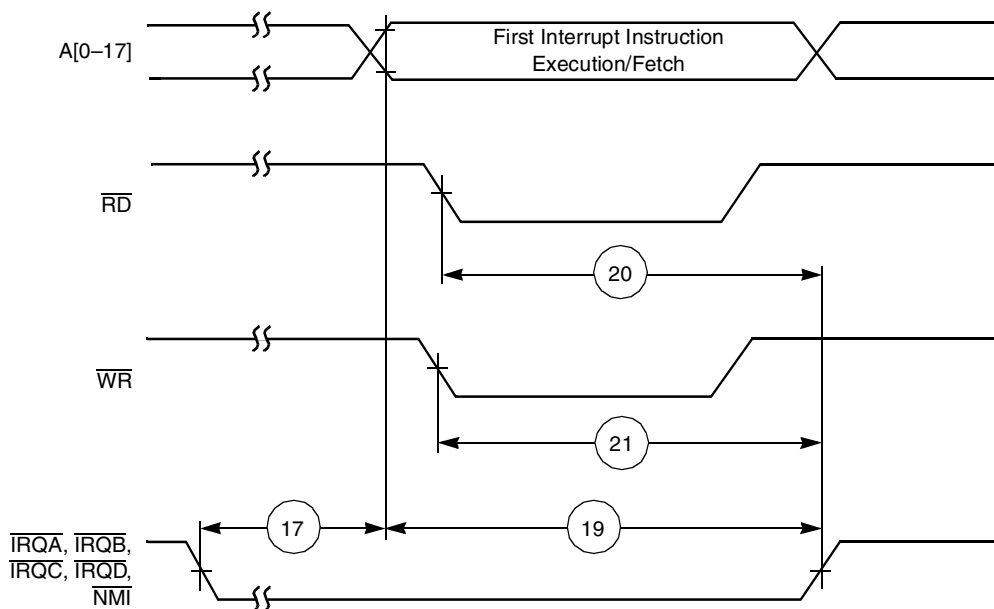 A[0–17]
First Interrupt Instruction
Execution/Fetch
RD
20
WR
21
17
19
IRQA, IRQB,
IRQC, IRQD,
NMI